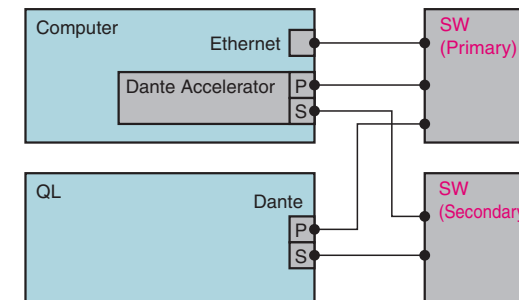 Computer
Ethernet
Dante Accelerator
P
S
SW
(Primary)
QL
Dante
P
S
SW
(Secondary